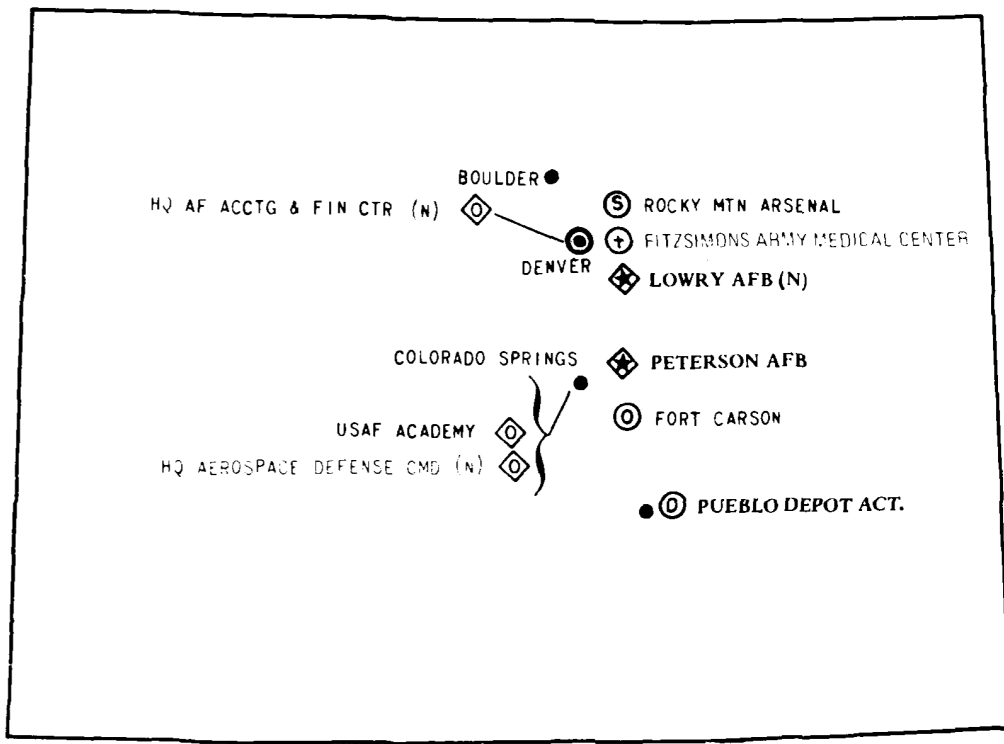 BOULDER
HQ AF ACCTG & FIN CTR (N) O
S ROCKY MTN ARSENAL
FITZSIMONS ARMY MEDICAL CENTER
DENVER
LOWRY AFB (N)
COLORADO SPRINGS
PETERSON AFB
O FORT CARSON
USAF ACADEMY O
HQ AEROSPACE DEFENSE CMD (N) O
D PUEBLO DEPOT ACT.